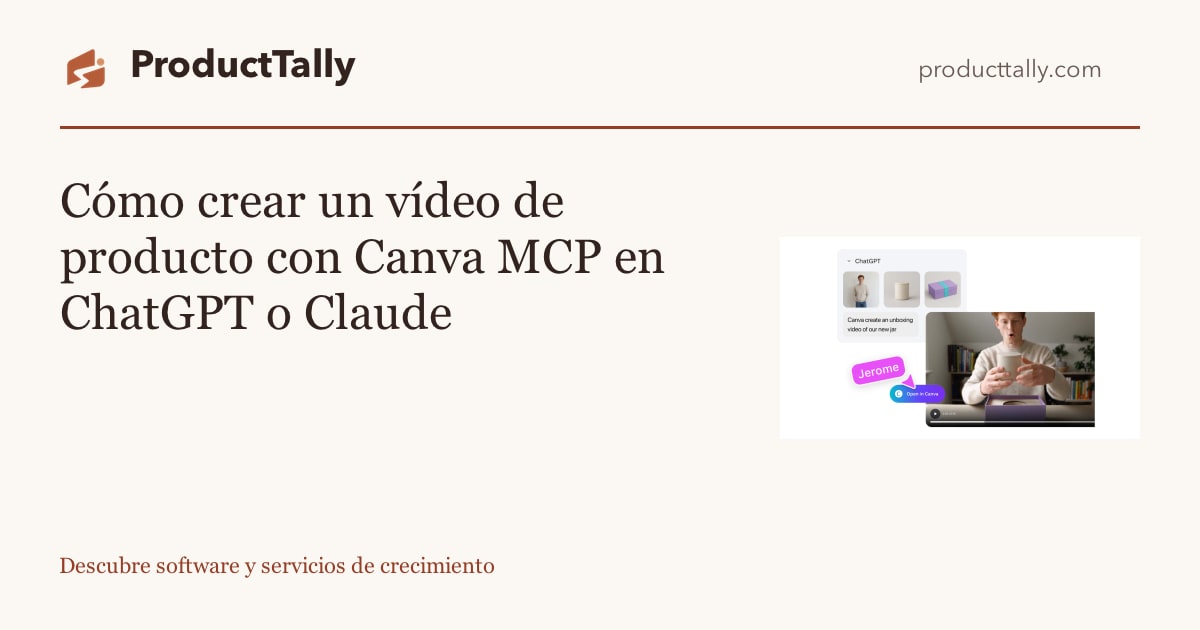 ProductTally
producttally.com
Cómo crear un vídeo de
producto con Canva MCP en
ChatGPT o Claude
ChatGPT
Canva create an unboxing
video of our new jar
Jerome
Open in Canva
Descubre software y servicios de crecimiento